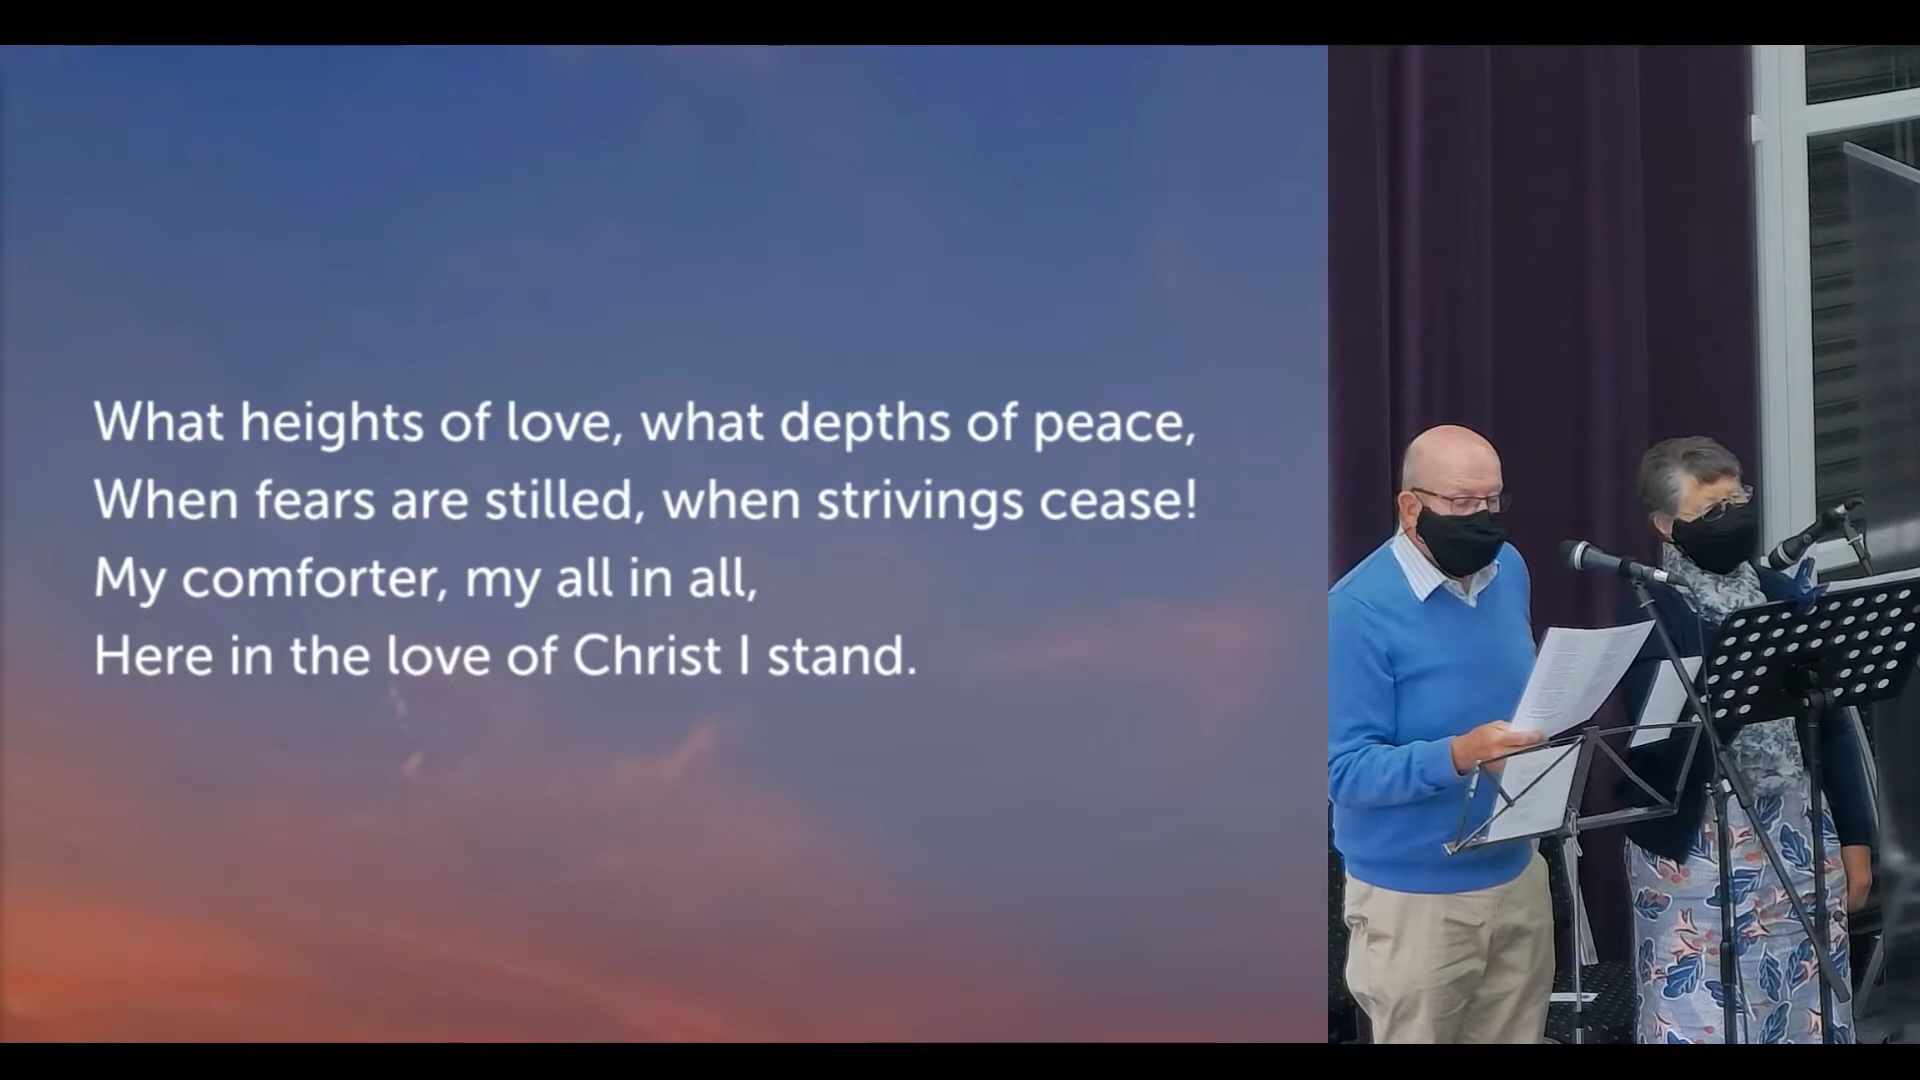 What heights of love, what depths of peace,
When fears are stilled, when strivings cease!
My comforter, my all in all,
Here in the love of Christ I stand.